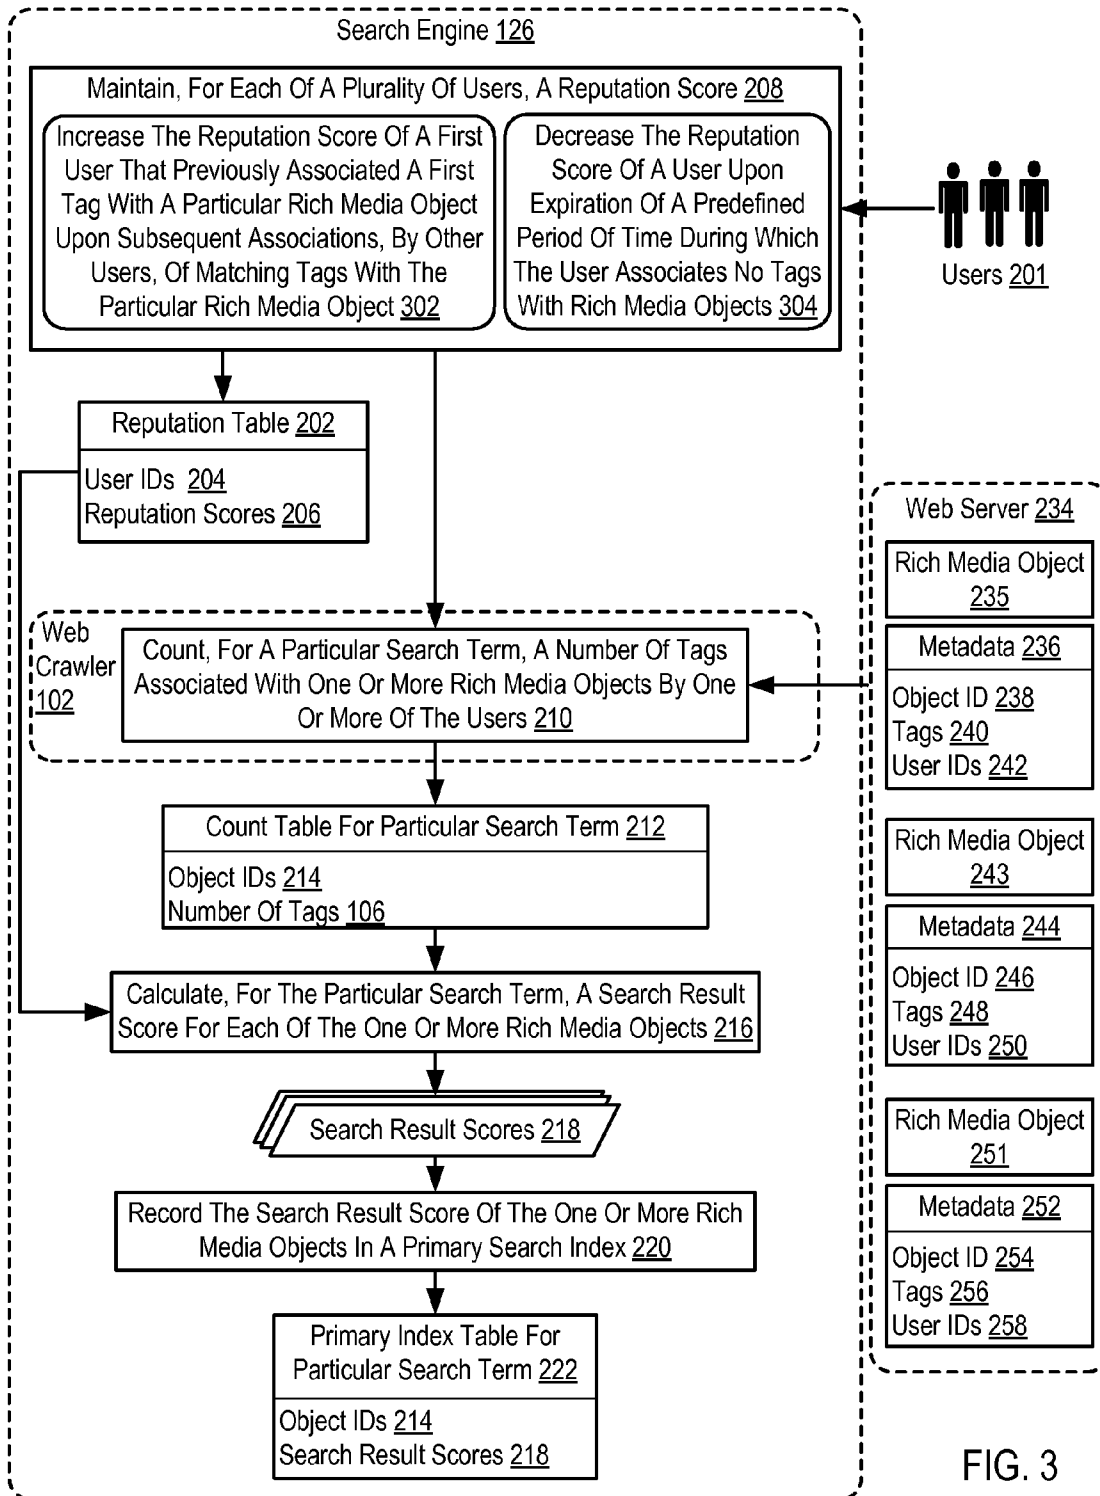 Search Engine 126
Maintain, For Each Of A Plurality Of Users, A Reputation Score 208
Increase The Reputation Score Of A First
User That Previously Associated A First
Tag With A Particular Rich Media Object
Upon Subsequent Associations, By Other
Users, Of Matching Tags With The
Particular Rich Media Object 302
Decrease The Reputation
Score Of A User Upon
Expiration Of A Predefined
Period Of Time During Which
The User Associates No Tags
With Rich Media Objects 304
Users 201
Reputation Table 202
User IDs 204
Reputation Scores 206
Web
Crawler
102
Count, For A Particular Search Term, A Number Of Tags
Associated With One Or More Rich Media Objects By One
Or More Of The Users 210
Count Table For Particular Search Term 212
Object IDs 214
Number Of Tags 106
Calculate, For The Particular Search Term, A Search Result
Score For Each Of The One Or More Rich Media Objects 216
Search Result Scores 218
Record The Search Result Score Of The One Or More Rich
Media Objects In A Primary Search Index 220
Primary Index Table For
Particular Search Term 222
Object IDs 214
Search Result Scores 218
Web Server 234
Rich Media Object
235
Metadata 236
Object ID 238
Tags 240
User IDs 242
Rich Media Object
243
Metadata 244
Object ID 246
Tags 248
User IDs 250
Rich Media Object
251
Metadata 252
Object ID 254
Tags 256
User IDs 258
FIG. 3